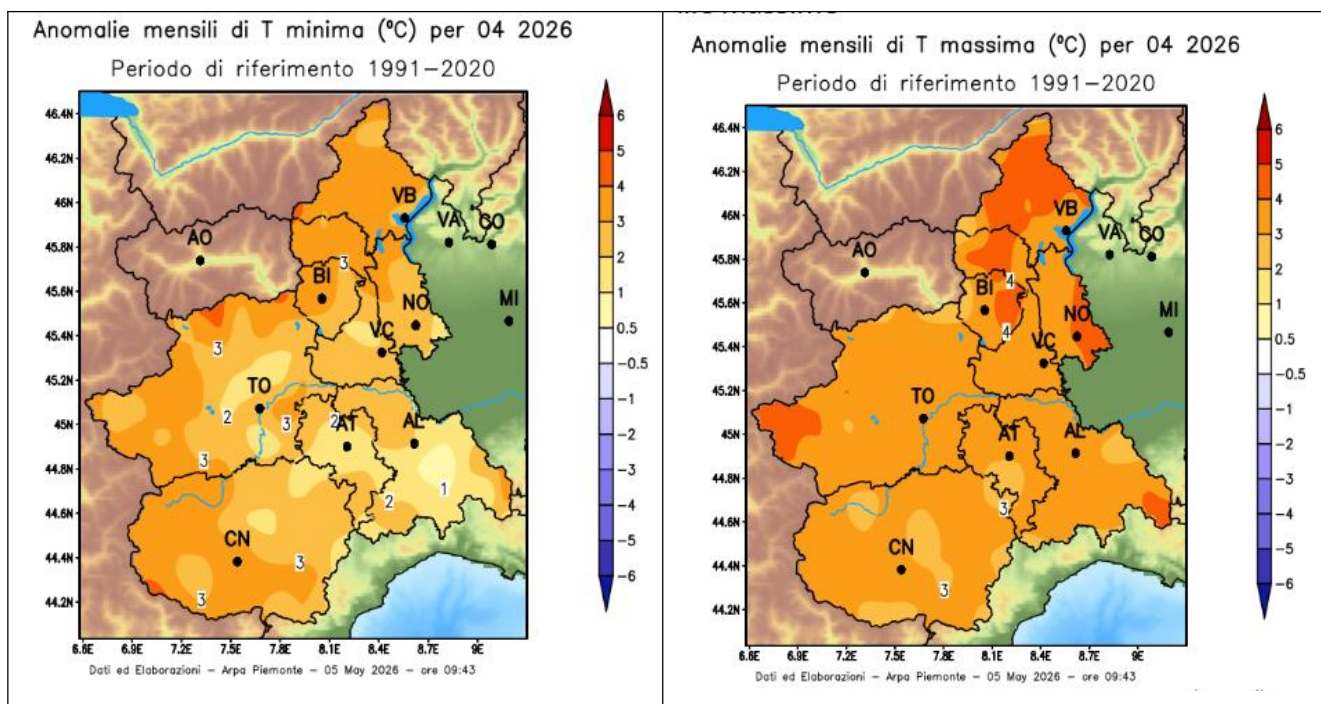 Anomalie mensili di T minima (ºC) per 04 2026
Periodo di riferimento 1991−2020
46.4N
46.2N
46N
45.8N
45.6N
45.4N
45.2N
45N
44.8N
44.6N
44.4N
44.2N
6.6E 6.9E 7.2E 7.5E 7.8E 8.1E 8.4E 8.7E 9E
VB
VA
CO
AO
3
BI
NO
MI
VC
3
TO
2
3
2
AT
AL
3
1
2
CN
3
3
6
5
4
3
2
1
0.5
−0.5
−1
−2
−3
−4
−5
−6
Dati ed Elaborazioni − Arpa Piemonte − 05 May 2026 − ore 09:43
Anomalie mensili di T massima (ºC) per 04 2026
Periodo di riferimento 1991−2020
46.4N
46.2N
46N
45.8N
45.6N
45.4N
45.2N
45N
44.8N
44.6N
44.4N
44.2N
6.6E 6.9E 7.2E 7.5E 7.8E 8.1E 8.4E 8.7E 9E
VB
VA
CO
AO
4
BI
NO
MI
4
VC
TO
AT
AL
3
CN
3
6
5
4
3
2
1
0.5
−0.5
−1
−2
−3
−4
−5
−6
Dati ed Elaborazioni − Arpa Piemonte − 05 May 2026 − ore 09:43